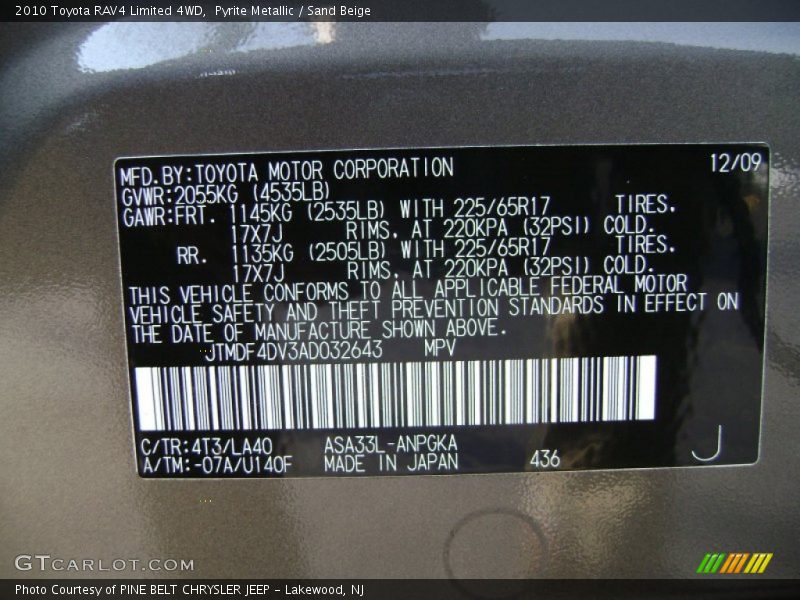 2010 Toyota RAV4 Limited 4WD, Pyrite Metallic / Sand Beige
MFD.BY:TOYOTA MOTOR CORPORATION 12/09
GVWR:2055KG (4535LB)
GAWR:FRT. 1145KG (2535LB) WITH 225/65R17 TIRES.
17X7J RIMS, AT 220KPA (32PSI) COLD.
RR. 1135KG (2505LB) WITH 225/65R17 TIRES.
17X7J RIMS, AT 220KPA (32PSI) COLD.
THIS VEHICLE CONFORMS TO ALL APPLICABLE FEDERAL MOTOR
VEHICLE SAFETY AND THEFT PREVENTION STANDARDS IN EFFECT ON
THE DATE OF MANUFACTURE SHOWN ABOVE.
JTMDF4DV3AD032643 MPV
C/TR:4T3/LA40 ASA33L-ANPGKA
A/TM:-07A/U140F MADE IN JAPAN 436 J
GTCARLOT.COM
Photo Courtesy of PINE BELT CHRYSLER JEEP - Lakewood, NJ